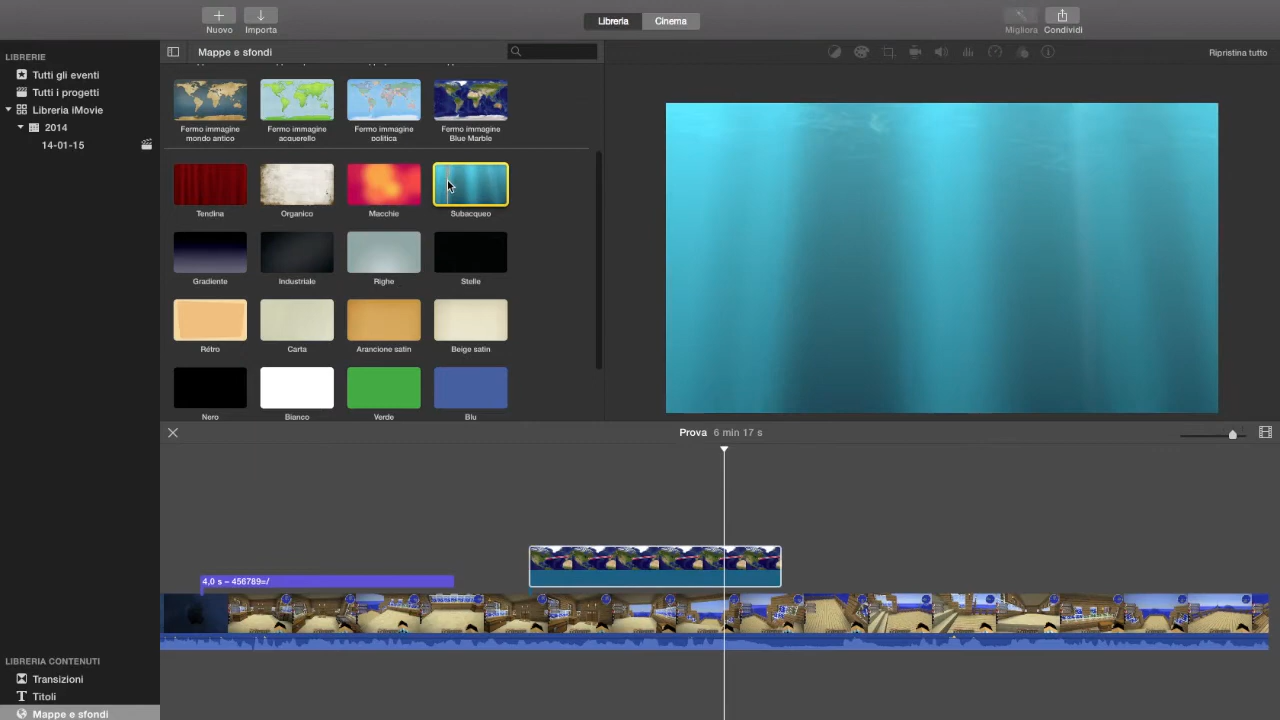 Nuovo
Importa
Libreria
Cinema
Migliora
Condividi
LIBRERIE
Tutti gli eventi
Tutti i progetti
Libreria iMovie
2014
14-01-15
Mappe e sfondi
Ripristina tutto
Fermo immagine
mondo antico
Fermo immagine
acquerello
Fermo immagine
politica
Fermo immagine
Blue Marble
Tendina
Organico
Macchie
Subacqueo
Gradiente
Industriale
Righe
Stelle
Rétro
Carta
Arancione satin
Beige satin
Nero
Bianco
Verde
Blu
Prova 6 min 17 s
4,0 s – 456789=/
LIBRERIA CONTENUTI
Transizioni
Titoli
Mappe e sfondi